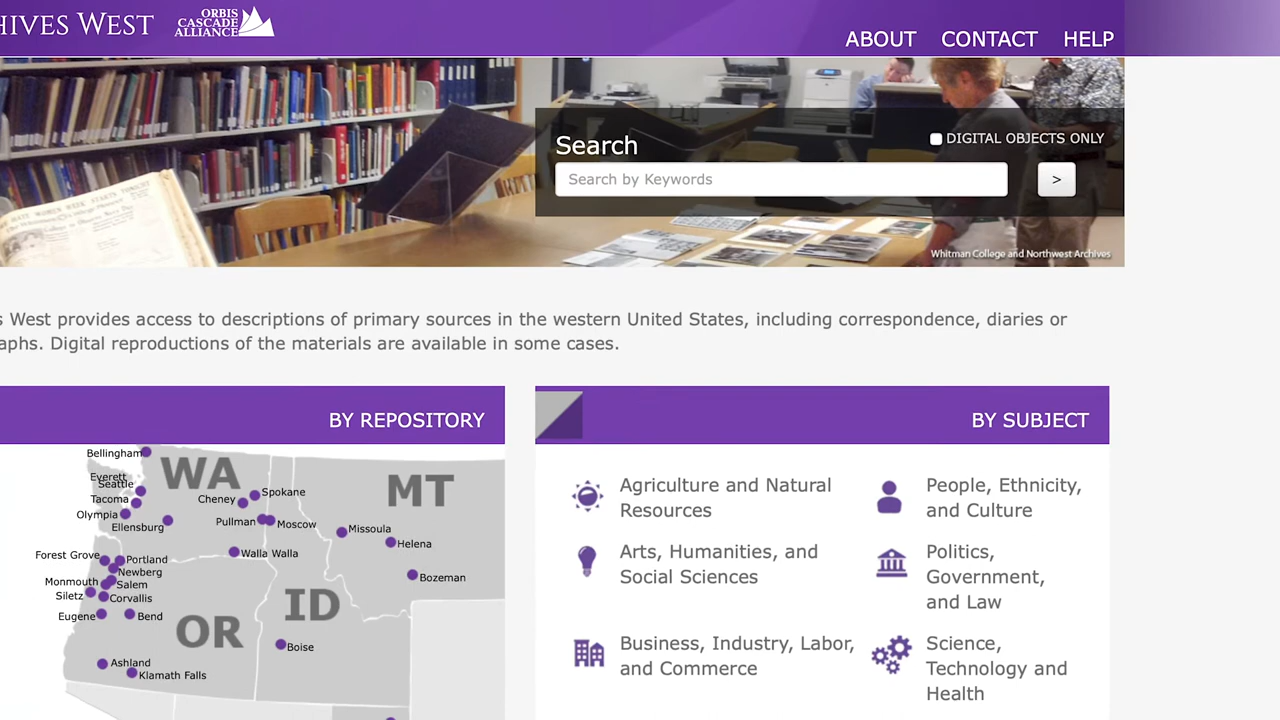 HIVES WEST
ORBIS
CASCADE
ALLIANCE
ABOUT
CONTACT
HELP
Search
DIGITAL OBJECTS ONLY
Search by Keywords
>
Whitman College and Northwest Archives
s West provides access to descriptions of primary sources in the western United States, including correspondence, diaries or
aphs. Digital reproductions of the materials are available in some cases.
BY REPOSITORY
Bellingham
Everett
Seattle
Tacoma
Olympia
Ellensburg
WA
Cheney
Spokane
Pullman
Moscow
Walla Walla
MT
Missoula
Helena
Bozeman
Forest Grove
Portland
Newberg
Monmouth
Salem
Siletz
Corvallis
Eugene
Bend
OR
ID
Boise
Ashland
Klamath Falls
BY SUBJECT
Agriculture and Natural
Resources
People, Ethnicity,
and Culture
Arts, Humanities, and
Social Sciences
Politics,
Government,
and Law
Business, Industry, Labor,
and Commerce
Science,
Technology and
Health